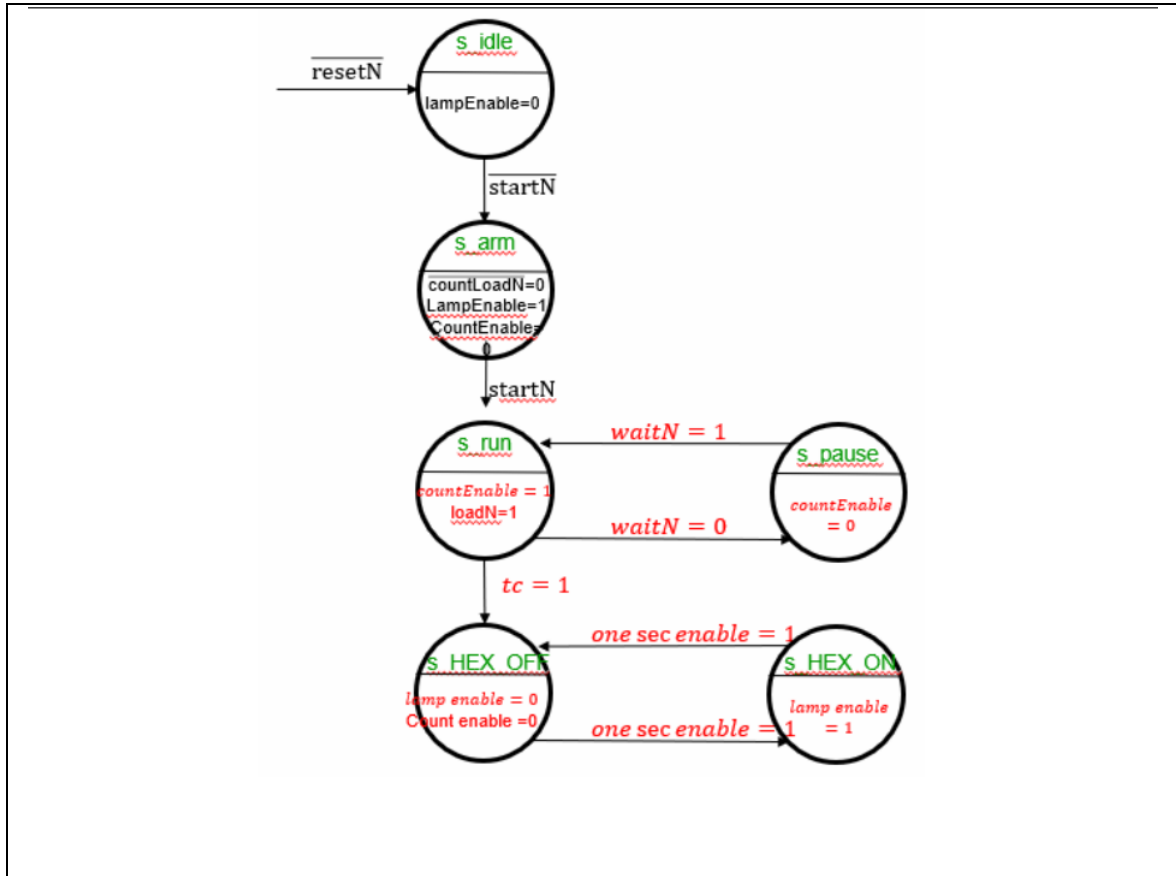 s_idle
resetN
lampEnable=0
startN
s_arm
countLoadN=0
LampEnable=1
CountEnable=
0
startN
s_run
waitN = 1
s_pause
countEnable = 1
loadN=1
countEnable
= 0
waitN = 0
tc = 1
one sec enable = 1
s_HEX_OFF
s_HEX_ON
lamp enable = 0
Count enable =0
lamp enable
= 1
one sec enable = 1